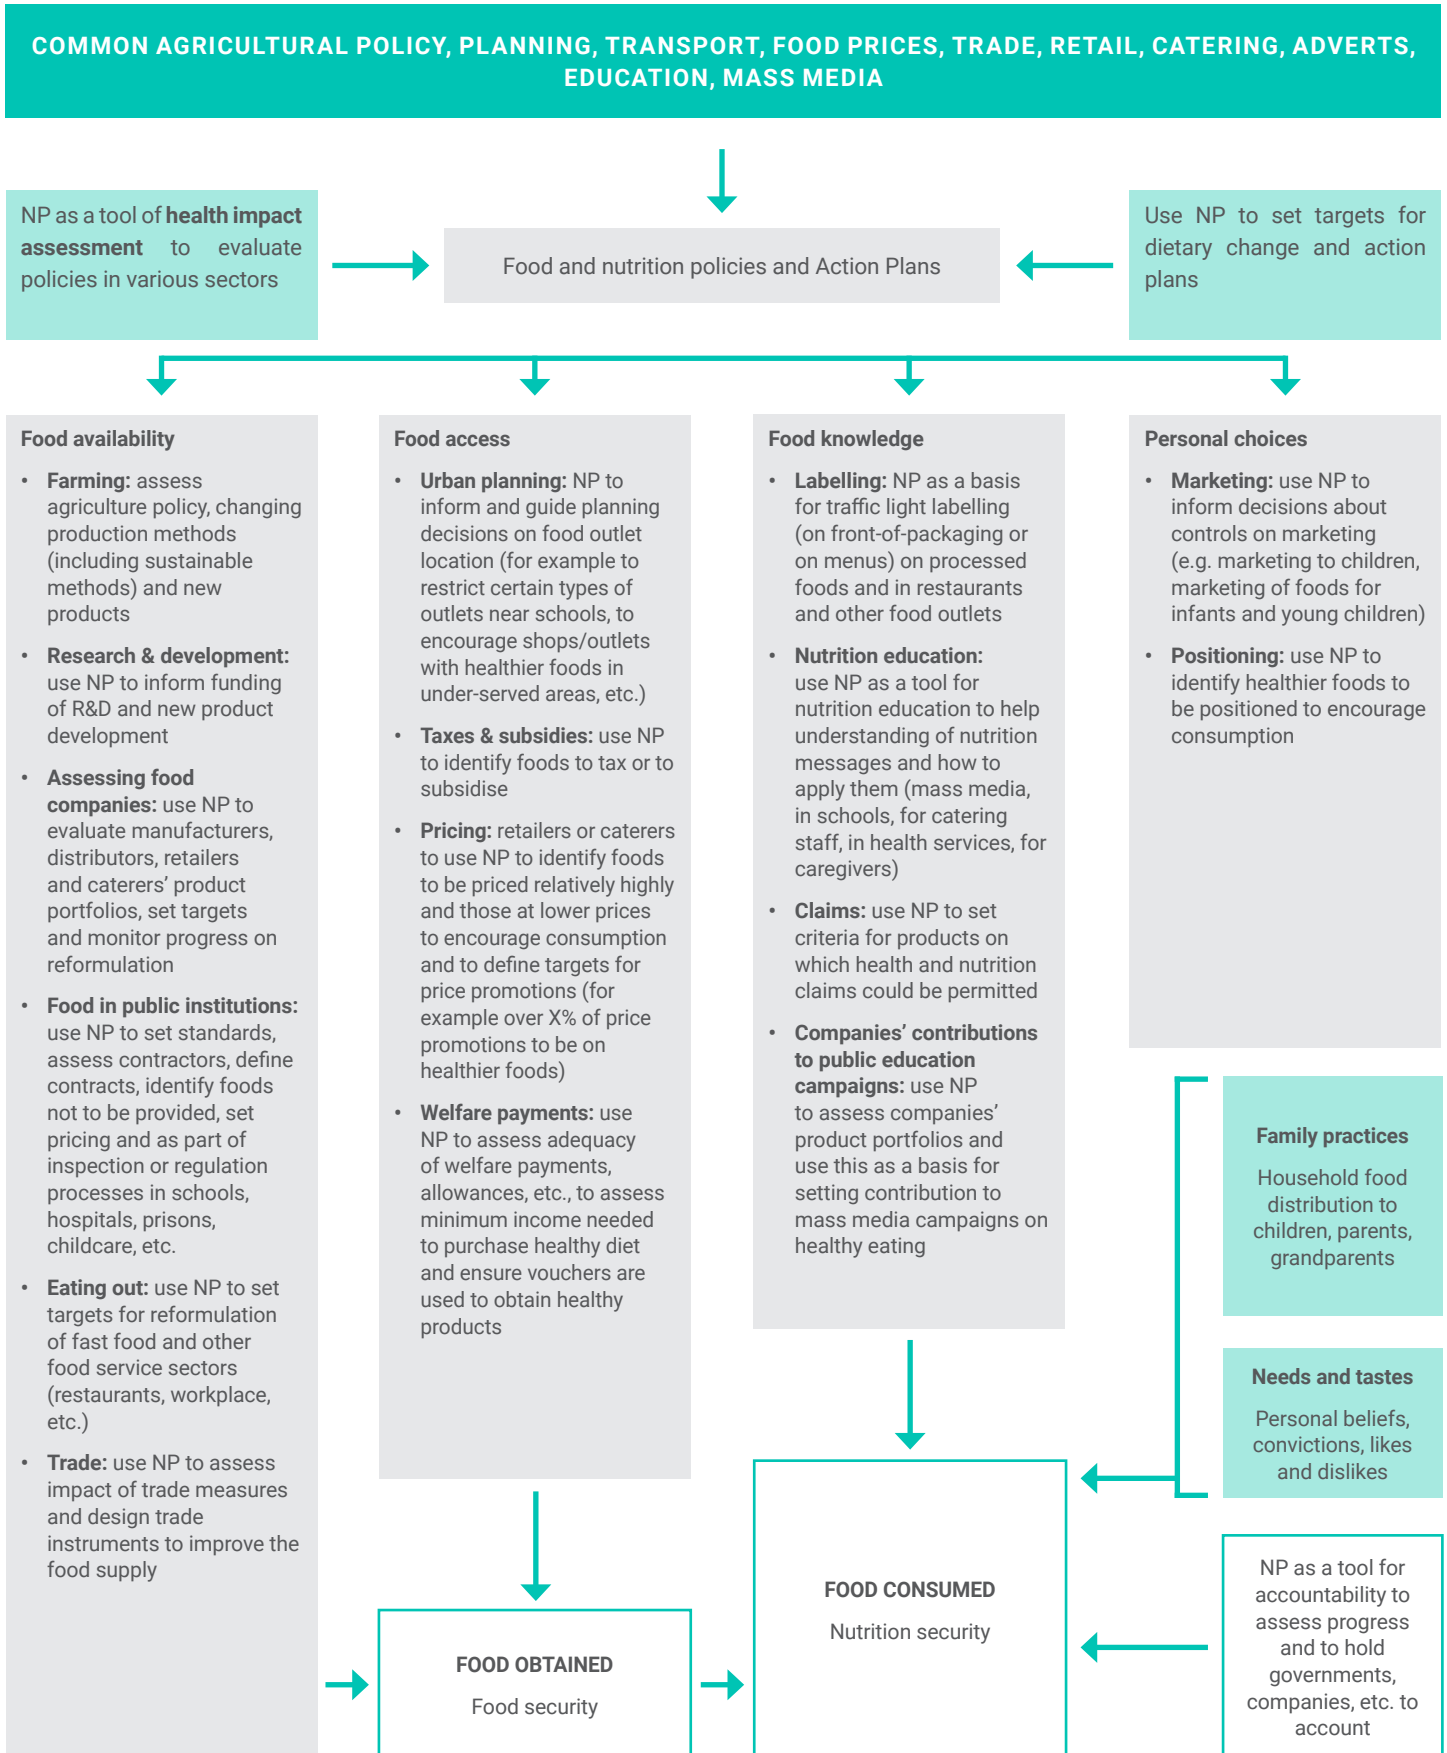 COMMON AGRICULTURAL POLICY, PLANNING, TRANSPORT, FOOD PRICES, TRADE, RETAIL, CATERING, ADVERTS,
EDUCATION, MASS MEDIA
NP as a tool of health impact
assessment to evaluate
policies in various sectors
Food and nutrition policies and Action Plans
Use NP to set targets for
dietary change and action
plans
Food availability
• Farming: assess
agriculture policy, changing
production methods
(including sustainable
methods) and new
products
• Research & development:
use NP to inform funding
of R&D and new product
development
• Assessing food
companies: use NP to
evaluate manufacturers,
distributors, retailers
and caterers’ product
portfolios, set targets
and monitor progress on
reformulation
• Food in public institutions:
use NP to set standards,
assess contractors, define
contracts, identify foods
not to be provided, set
pricing and as part of
inspection or regulation
processes in schools,
hospitals, prisons,
childcare, etc.
• Eating out: use NP to set
targets for reformulation
of fast food and other
food service sectors
(restaurants, workplace,
etc.)
• Trade: use NP to assess
impact of trade measures
and design trade
instruments to improve the
food supply
Food access
• Urban planning: NP to
inform and guide planning
decisions on food outlet
location (for example to
restrict certain types of
outlets near schools, to
encourage shops/outlets
with healthier foods in
under-served areas, etc.)
• Taxes & subsidies: use NP
to identify foods to tax or to
subsidise
• Pricing: retailers or caterers
to use NP to identify foods
to be priced relatively highly
and those at lower prices
to encourage consumption
and to define targets for
price promotions (for
example over X% of price
promotions to be on
healthier foods)
• Welfare payments: use
NP to assess adequacy
of welfare payments,
allowances, etc., to assess
minimum income needed
to purchase healthy diet
and ensure vouchers are
used to obtain healthy
products
Food knowledge
• Labelling: NP as a basis
for traffic light labelling
(on front-of-packaging or
on menus) on processed
foods and in restaurants
and other food outlets
• Nutrition education:
use NP as a tool for
nutrition education to help
understanding of nutrition
messages and how to
apply them (mass media,
in schools, for catering
staff, in health services, for
caregivers)
• Claims: use NP to set
criteria for products on
which health and nutrition
claims could be permitted
• Companies’ contributions
to public education
campaigns: use NP
to assess companies’
product portfolios and
use this as a basis for
setting contribution to
mass media campaigns on
healthy eating
Personal choices
• Marketing: use NP to
inform decisions about
controls on marketing
(e.g. marketing to children,
marketing of foods for
infants and young children)
• Positioning: use NP to
identify healthier foods to
be positioned to encourage
consumption
Family practices
Household food
distribution to
children, parents,
grandparents
Needs and tastes
Personal beliefs,
convictions, likes
and dislikes
FOOD OBTAINED
Food security
FOOD CONSUMED
Nutrition security
NP as a tool for
accountability to
assess progress
and to hold
governments,
companies, etc. to
account